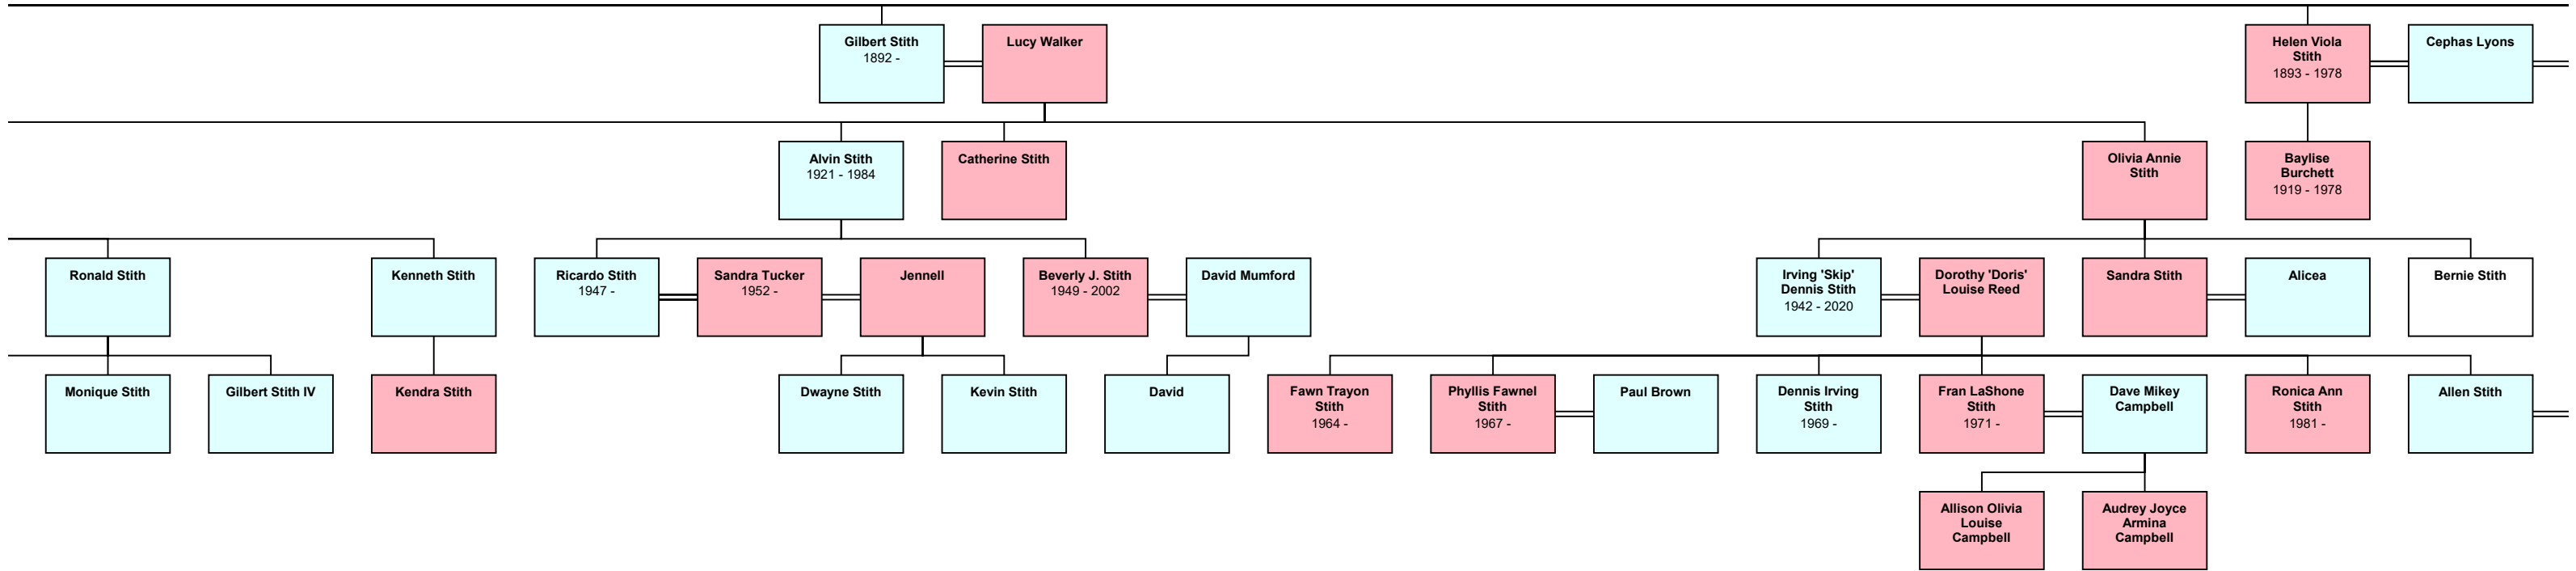 Gilbert Stith
1892 -
Lucy Walker
Helen Viola
Stith
1893 - 1978
Cephas Lyons
Alvin Stith
1921 - 1984
Catherine Stith
Olivia Annie
Stith
Baylise
Burchett
1919 - 1978
Ronald Stith
Kenneth Stith
Ricardo Stith
1947 -
Sandra Tucker
1952 -
Jennell
Beverly J. Stith
1949 - 2002
David Mumford
Irving 'Skip'
Dennis Stith
1942 - 2020
Dorothy 'Doris'
Louise Reed
Sandra Stith
Alicea
Bernie Stith
Monique Stith
Gilbert Stith IV
Kendra Stith
Dwayne Stith
Kevin Stith
David
Fawn Trayon
Stith
1964 -
Phyllis Fawnel
Stith
1967 -
Paul Brown
Dennis Irving
Stith
1969 -
Fran LaShone
Stith
1971 -
Dave Mikey
Campbell
Ronica Ann
Stith
1981 -
Allen Stith
Allison Olivia
Louise
Campbell
Audrey Joyce
Armina
Campbell